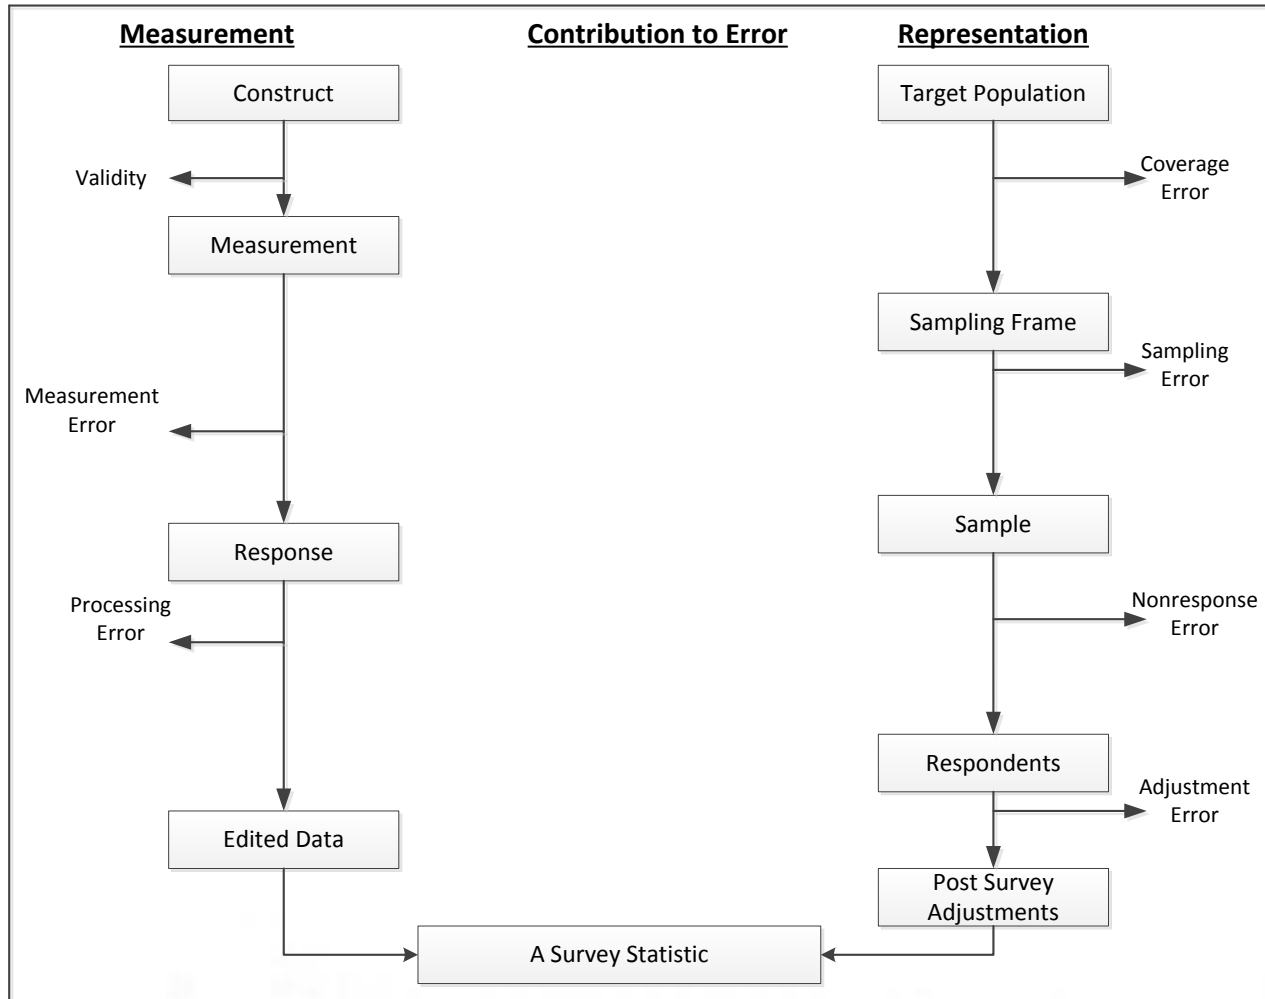 Measurement
Contribution to Error
Representation
Construct
Target Population
Validity
Coverage
Error
Measurement
Sampling Frame
Sampling
Error
Measurement
Error
Sample
Response
Processing
Error
Nonresponse
Error
Respondents
Adjustment
Error
Edited Data
Post Survey
Adjustments
A Survey Statistic